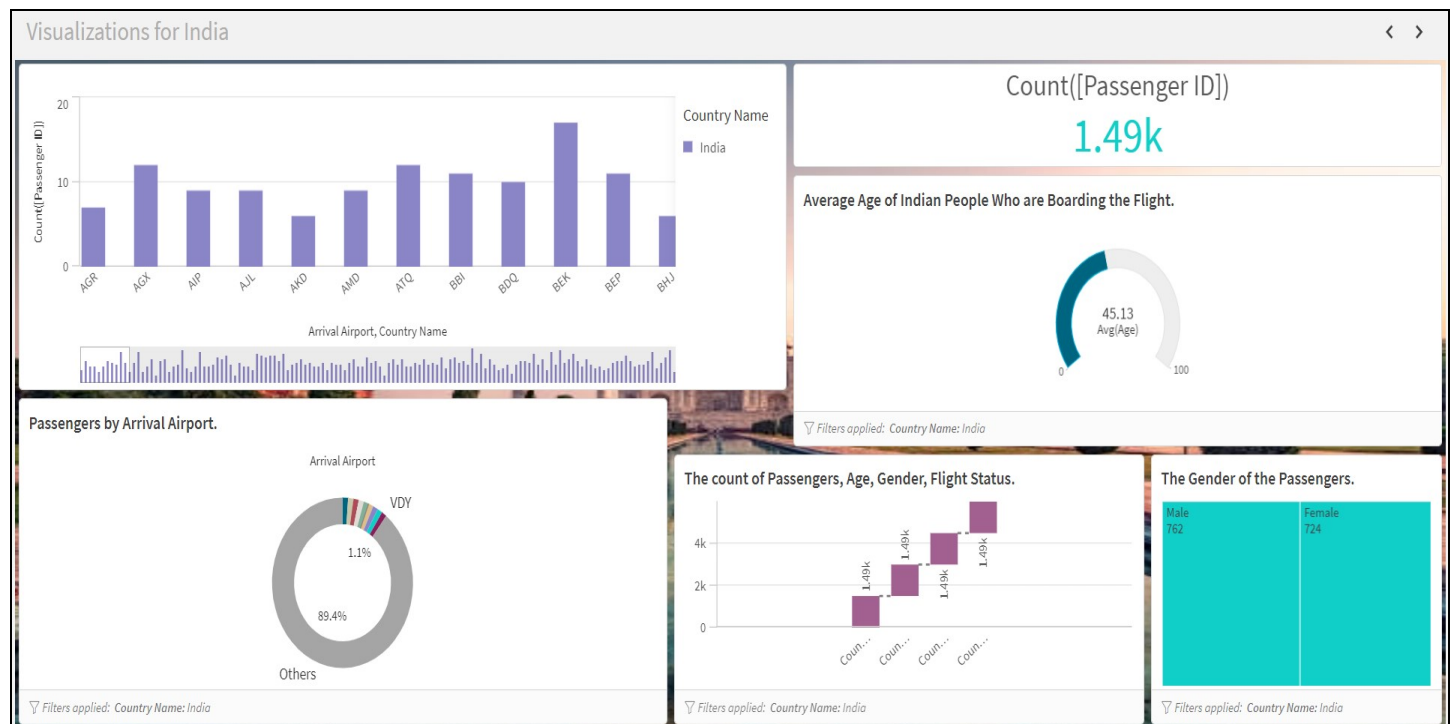 Visualizations for India
20
10
0
Count([Passenger ID])
AGR
AGX
AIP
AJL
AKD
AMD
ATQ
BBI
BDQ
BEK
BEP
BHJ
Arrival Airport, Country Name
Country Name
India
Count([Passenger ID])
1.49k
Average Age of Indian People Who are Boarding the Flight.
45.13
Avg(Age)
0
100
Filters applied: Country Name: India
Passengers by Arrival Airport.
Arrival Airport
VDY
1.1%
89.4%
Others
Filters applied: Country Name: India
The count of Passengers, Age, Gender, Flight Status.
4k
2k
0
1.49k
1.49k
1.49k
1.49k
Coun...
Coun...
Coun...
Coun...
Filters applied: Country Name: India
The Gender of the Passengers.
Male
762
Female
724
Filters applied: Country Name: India